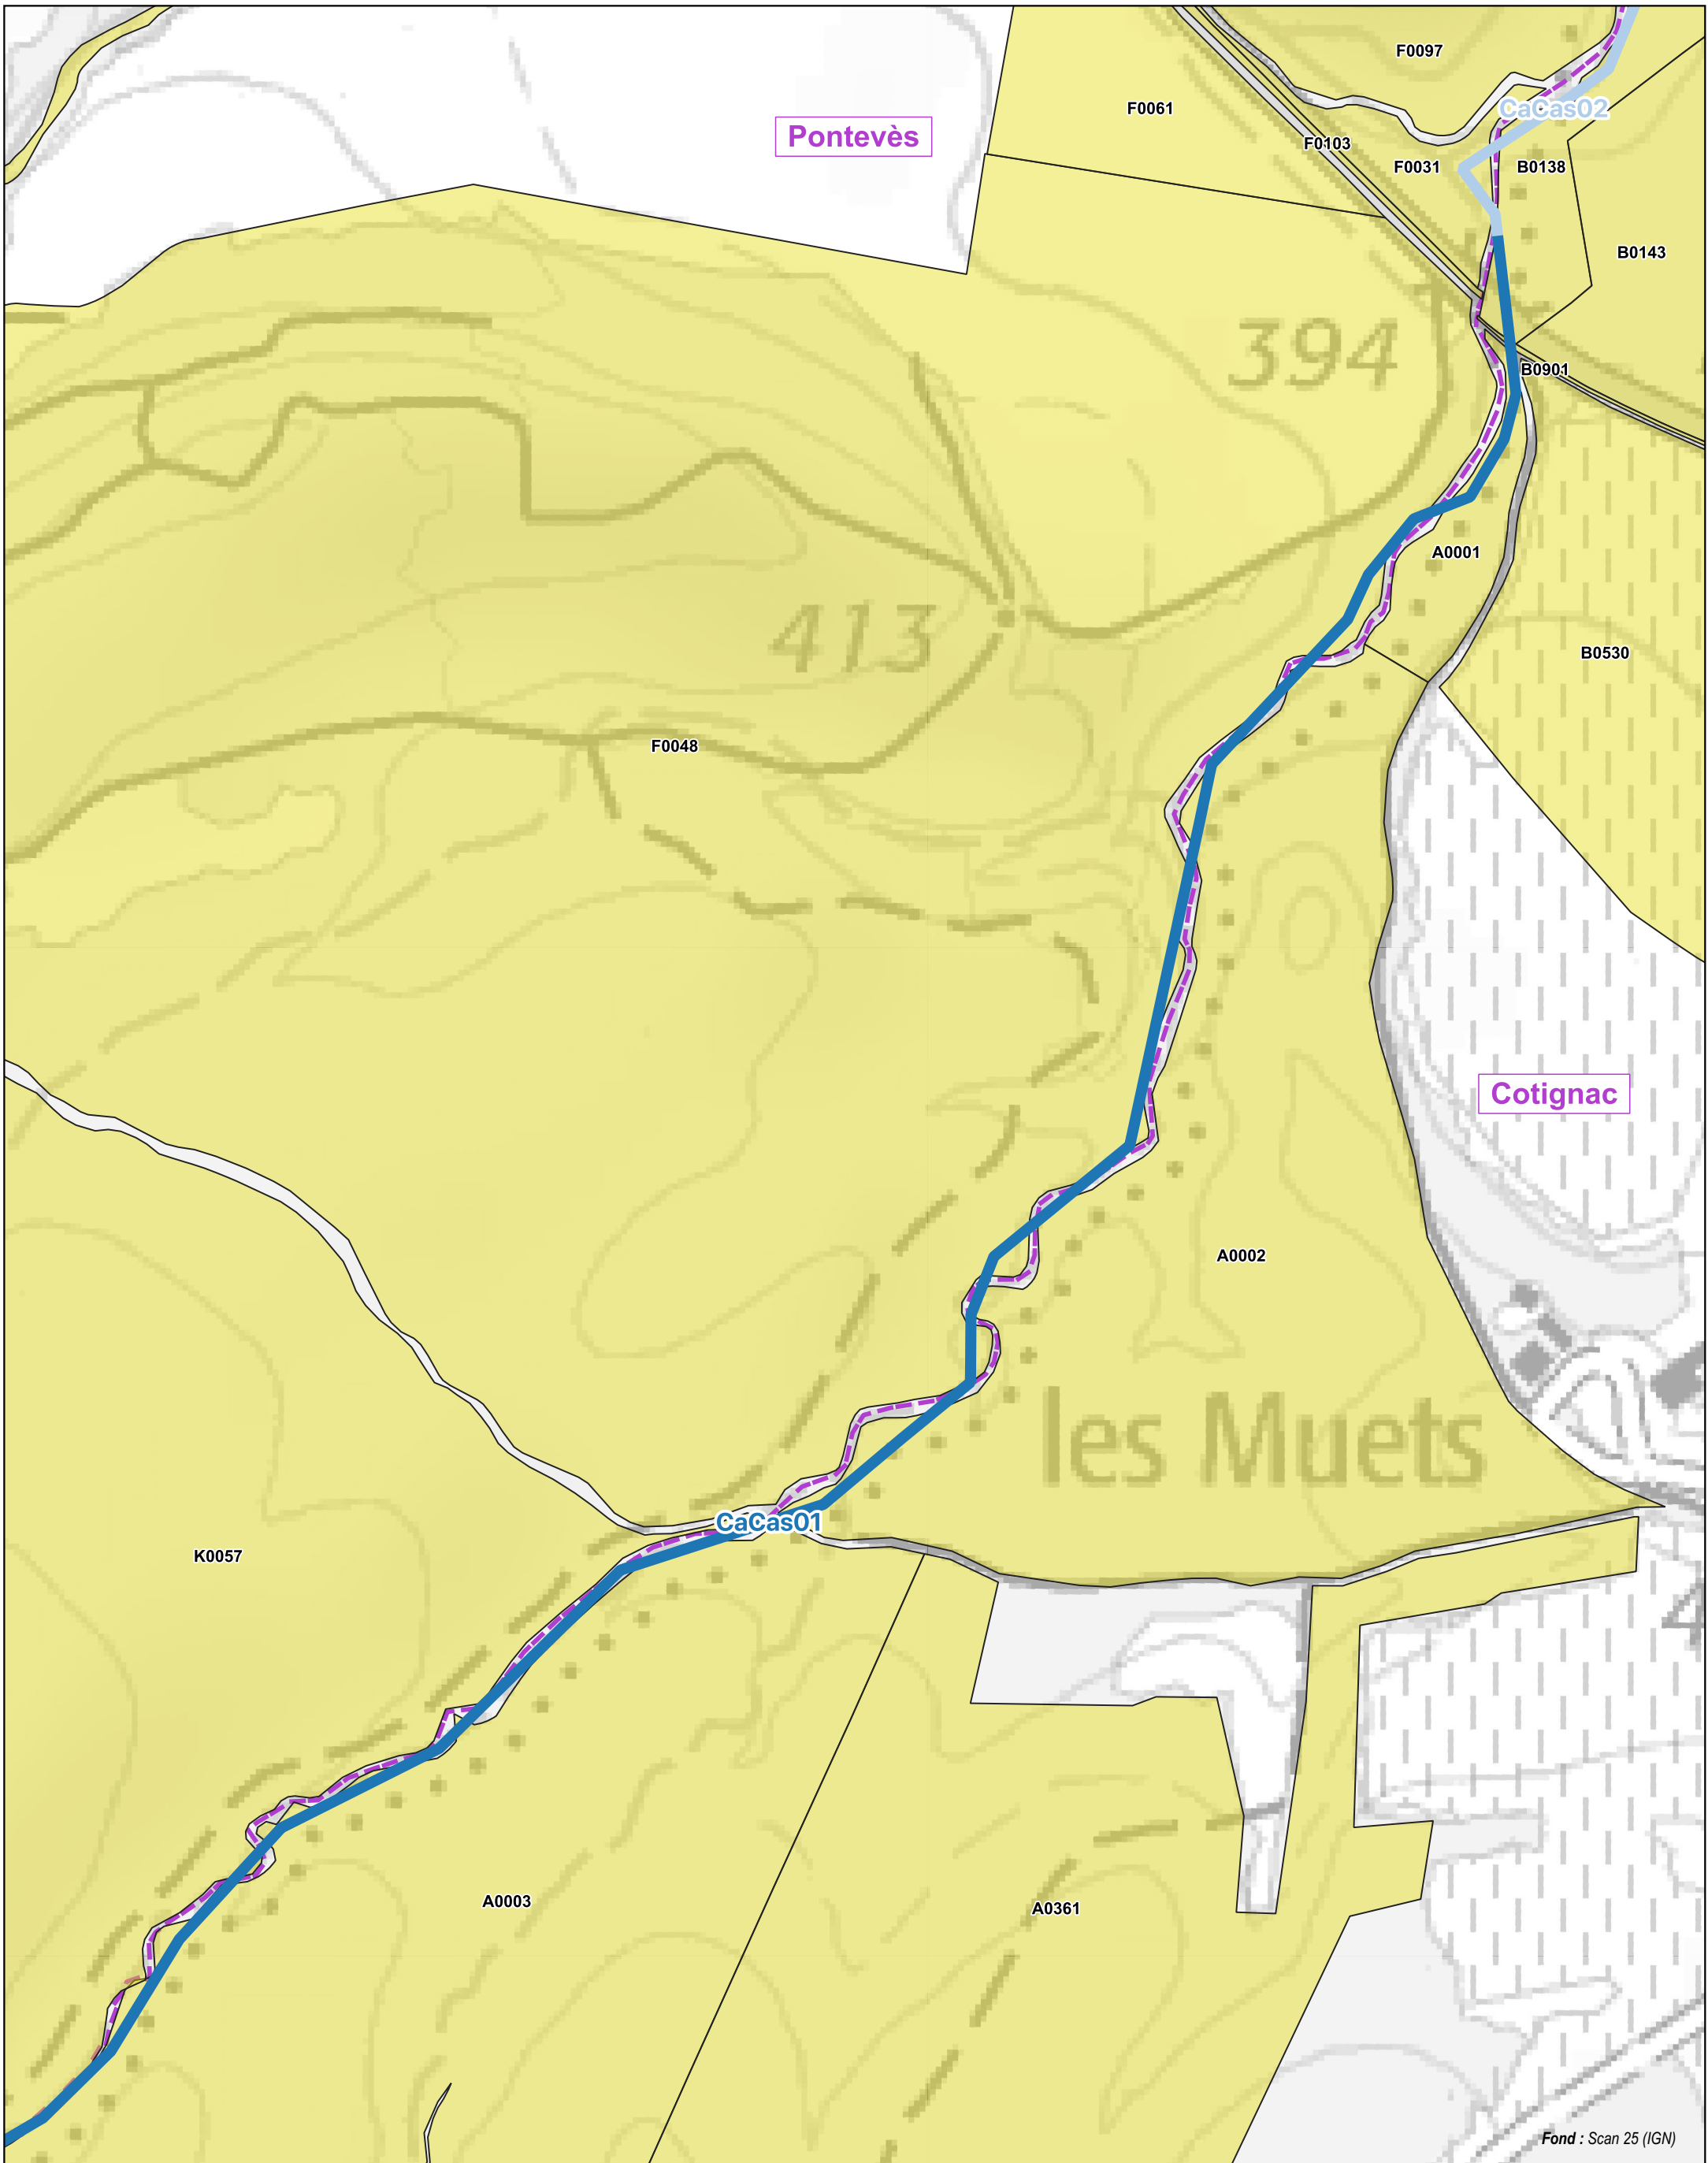 F0097
CaCas02
F0061
Pontevès
F0103
F0031
B0138
B0143
394
B0901
A0001
413
B0530
F0048
Cotignac
A0002
les Muets
CaCas01
K0057
4
A0003
A0361
Fond : Scan 25 (IGN)